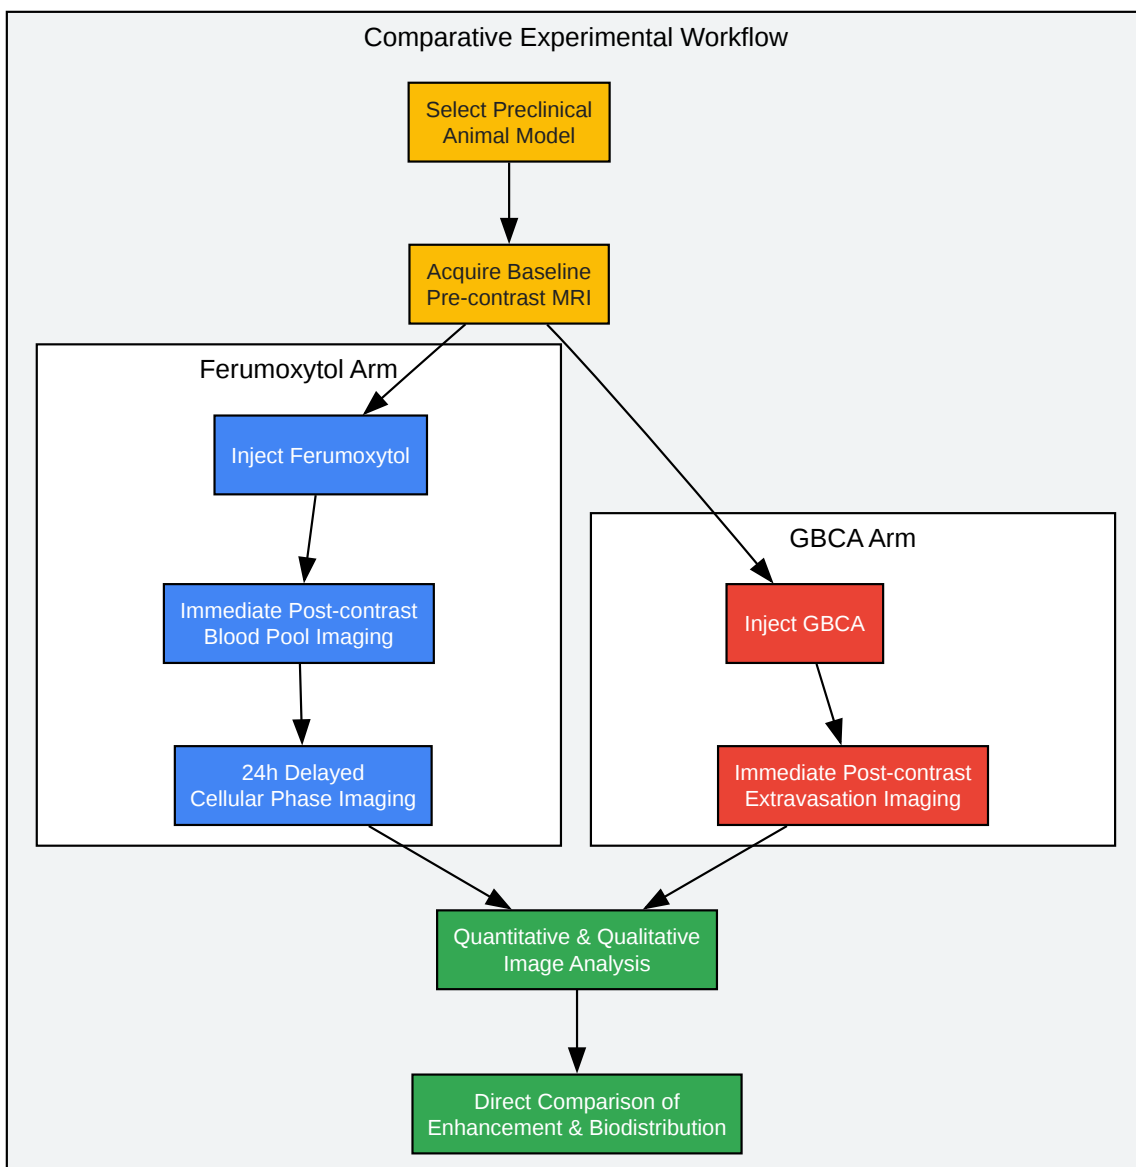 Comparative Experimental Workflow
Select Preclinical
Animal Model
Acquire Baseline
Pre-contrast MRI
Ferumoxytol Arm
Inject Ferumoxytol
Immediate Post-contrast
Blood Pool Imaging
24h Delayed
Cellular Phase Imaging
GBCA Arm
Inject GBCA
Immediate Post-contrast
Extravasation Imaging
Quantitative & Qualitative
Image Analysis
Direct Comparison of
Enhancement & Biodistribution